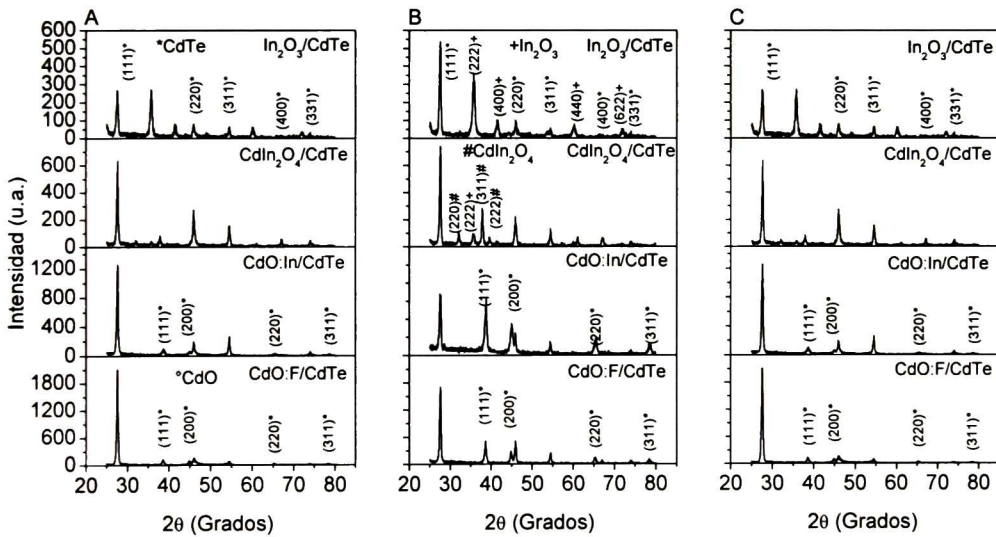 A
B
C
Intensidad (u.a.)
600
500
400
300
200
100
0
(111)*
*CdTe
In₂O₃/CdTe
(220)*
(311)*
(400)*
(331)*
600
400
200
0
CdIn₂O₄/CdTe
1200
900
600
300
0
CdO:In/CdTe
(111)°
(200)°
(220)°
(311)°
1800
1200
600
0
°CdO
CdO:F/CdTe
(111)°
(200)°
(220)°
(311)°
20 30 40 50 60 70 80
2θ (Grados)
(111)*
(222)+
+In₂O₃
In₂O₃/CdTe
(400)+
(220)*
(311)*
(440)+
(400)*
(622)+
(331)*
#CdIn₂O₄
CdIn₂O₄/CdTe
(220)#
(222)+
(311)#
(222)#
CdO:In/CdTe
(111)°
(200)°
(220)°
(311)°
CdO:F/CdTe
(111)°
(200)°
(220)°
(311)°
20 30 40 50 60 70 80
2θ (Grados)
In₂O₃/CdTe
(111)*
(220)*
(311)*
(400)*
(331)*
CdIn₂O₄/CdTe
CdO:In/CdTe
(111)°
(200)°
(220)°
(311)°
CdO:F/CdTe
(111)°
(200)°
(220)°
(311)°
20 30 40 50 60 70 80
2θ (Grados)